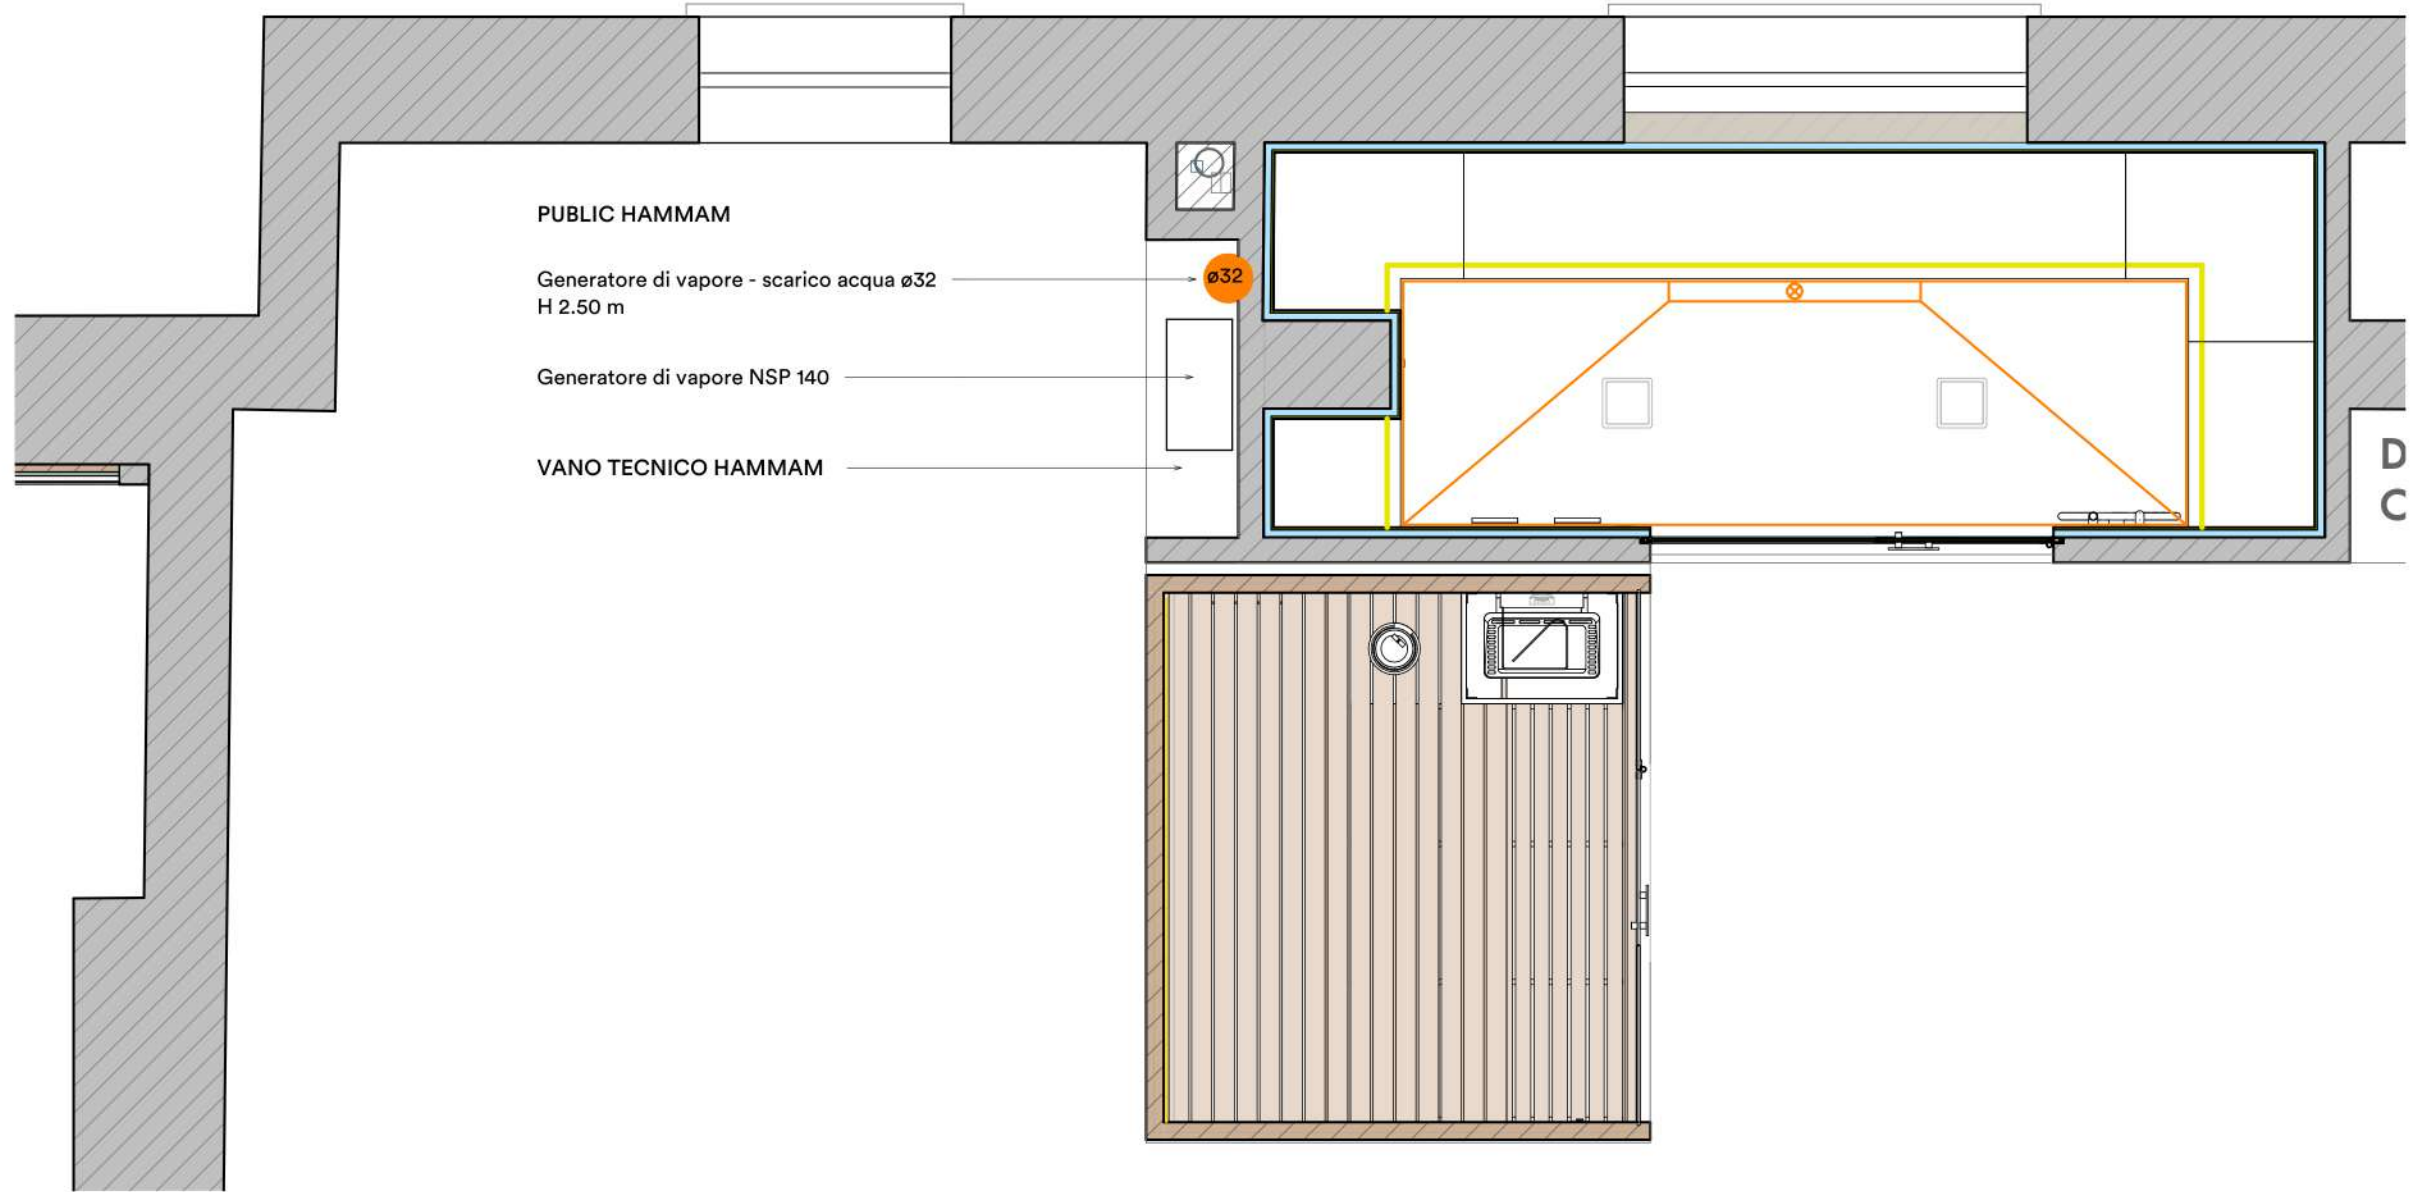 PUBLIC HAMMAM
Generatore di vapore - scarico acqua ø32
H 2.50 m
ø32
Generatore di vapore NSP 140
VANO TECNICO HAMMAM
D
C